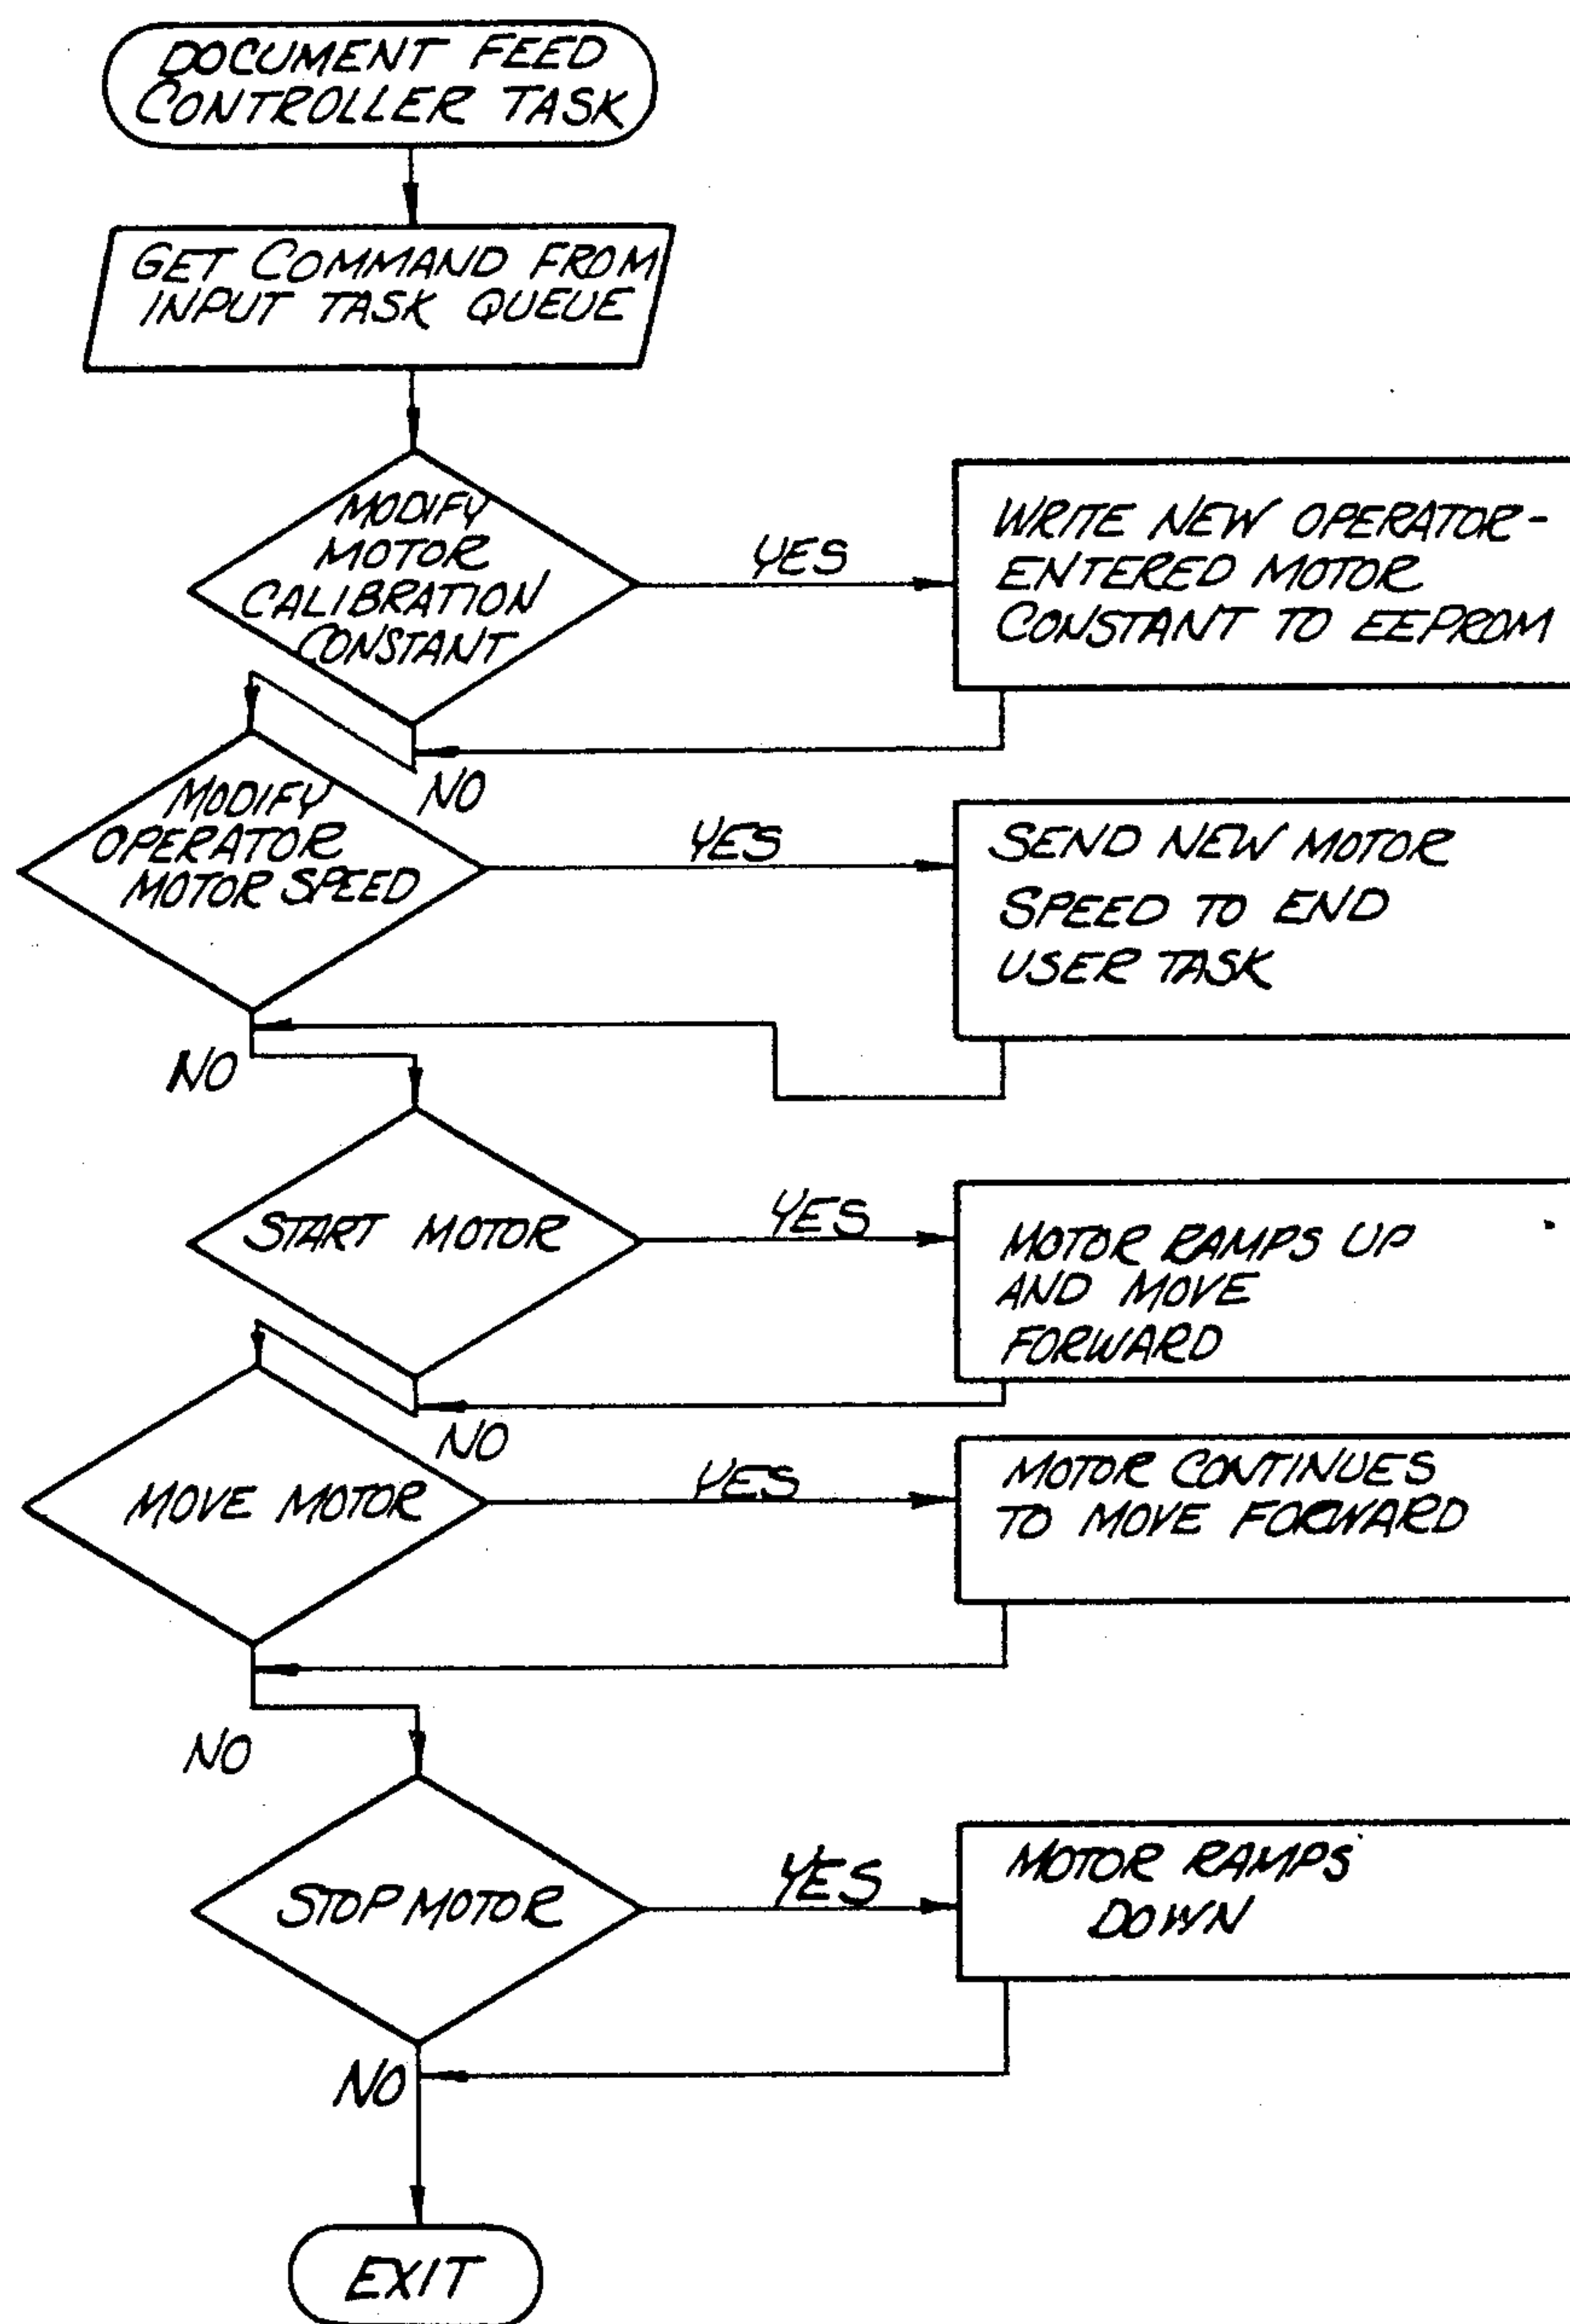 DOCUMENT FEED
CONTROLLER TASK
GET COMMAND FROM
INPUT TASK QUEUE
MODIFY
MOTOR
CALIBRATION
CONSTANT
YES
WRITE NEW OPERATOR-
ENTERED MOTOR
CONSTANT TO EEPROM
NO
MODIFY
OPERATOR
MOTOR SPEED
YES
SEND NEW MOTOR
SPEED TO END
USER TASK
NO
START MOTOR
YES
MOTOR RAMPS UP
AND MOVE
FORWARD
NO
MOVE MOTOR
YES
MOTOR CONTINUES
TO MOVE FORWARD
NO
STOP MOTOR
YES
MOTOR RAMPS
DOWN
NO
EXIT